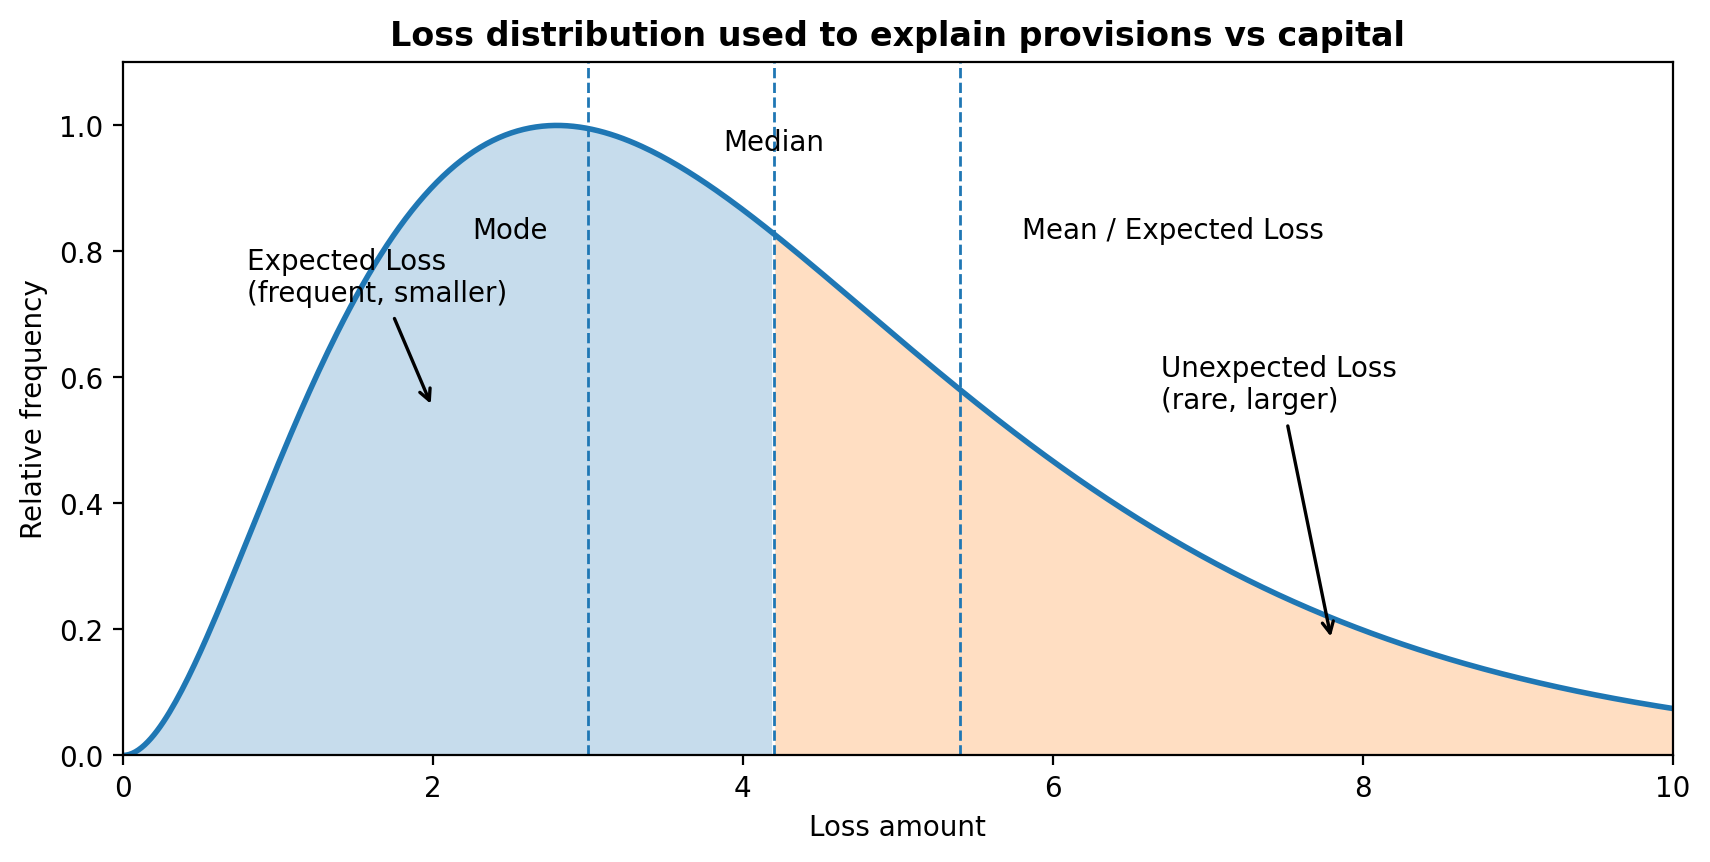 Loss distribution used to explain provisions vs capital
1.0
0.8
0.6
0.4
0.2
0.0
Relative frequency
Median
Mode
Mean / Expected Loss
Expected Loss
(frequent, smaller)
Unexpected Loss
(rare, larger)
0
2
4
6
8
10
Loss amount